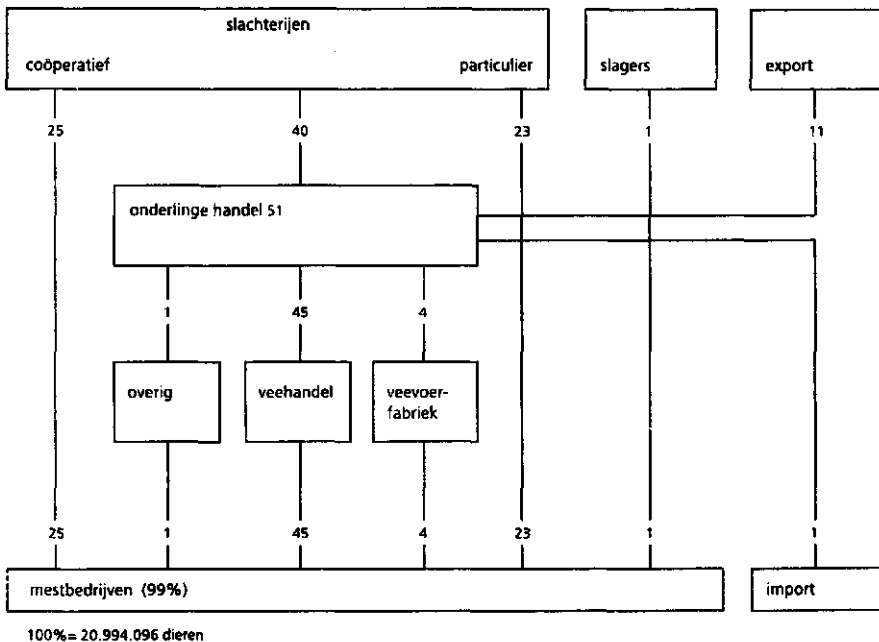 slachterijen
coöperatief particulier slagers export
25 40 23 1 11
onderlinge handel 51
1 45 4
overig veehandel veevoer-
fabriek
25 1 45 4 23 1 1
mestbedrijven (99%) import
100%= 20.994.096 dieren